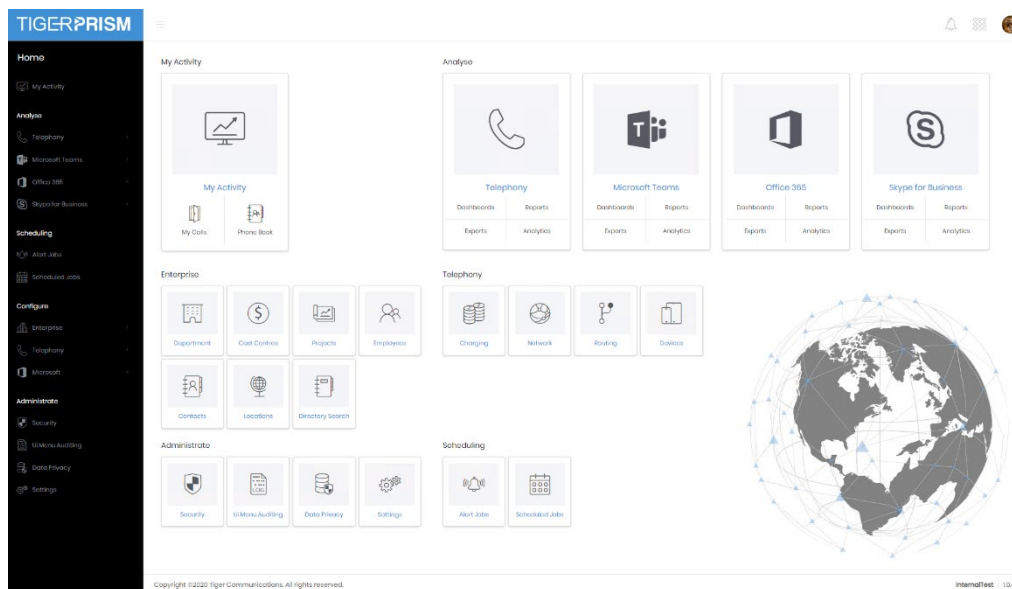 TIGER PRISM
Home
My Activity
Analyse
Telephony
Microsoft Teams
Office 365
Skype for Business
Scheduling
Alert Jobs
Scheduled Jobs
Configure
Enterprise
Telephony
Microsoft
Administrate
Security
UI Menu Auditing
Data Privacy
Settings
My Activity
My Activity
My Calls Phone Book
Analyse
Telephony
Dashboards Reports
Exports Analytics
Microsoft Teams
Dashboards Reports
Exports Analytics
Office 365
Dashboards Reports
Exports Analytics
Skype for Business
Dashboards Reports
Exports Analytics
Enterprise
Department Cost Centres Projects Employees
Contacts Locations Directory Search
Telephony
Charging Network Routing Devices
Administrate
Security UI Menu Auditing Data Privacy Settings
Scheduling
Alert Jobs Scheduled Jobs
Copyright ©2020 Tiger Communications. All rights reserved.
InternalTest